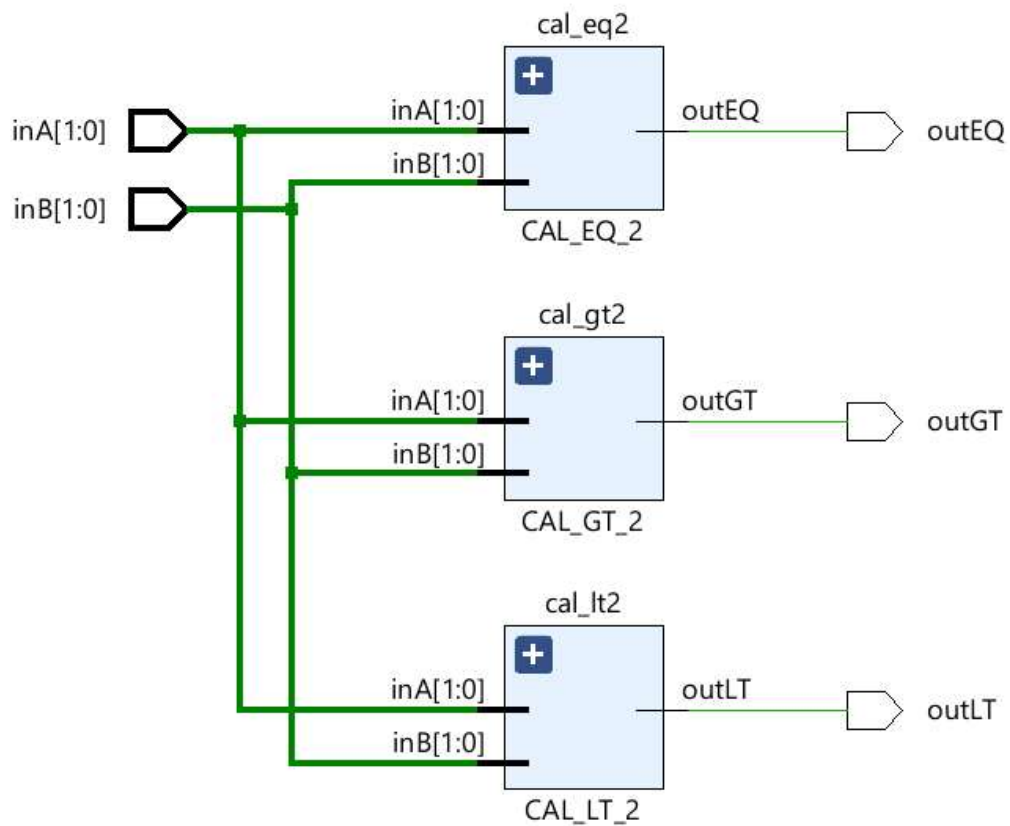 cal_eq2
inA[1:0]
inA[1:0]
outEQ
outEQ
inB[1:0]
inB[1:0]
CAL_EQ_2
cal_gt2
inA[1:0]
outGT
outGT
inB[1:0]
CAL_GT_2
cal_lt2
inA[1:0]
outLT
outLT
inB[1:0]
CAL_LT_2